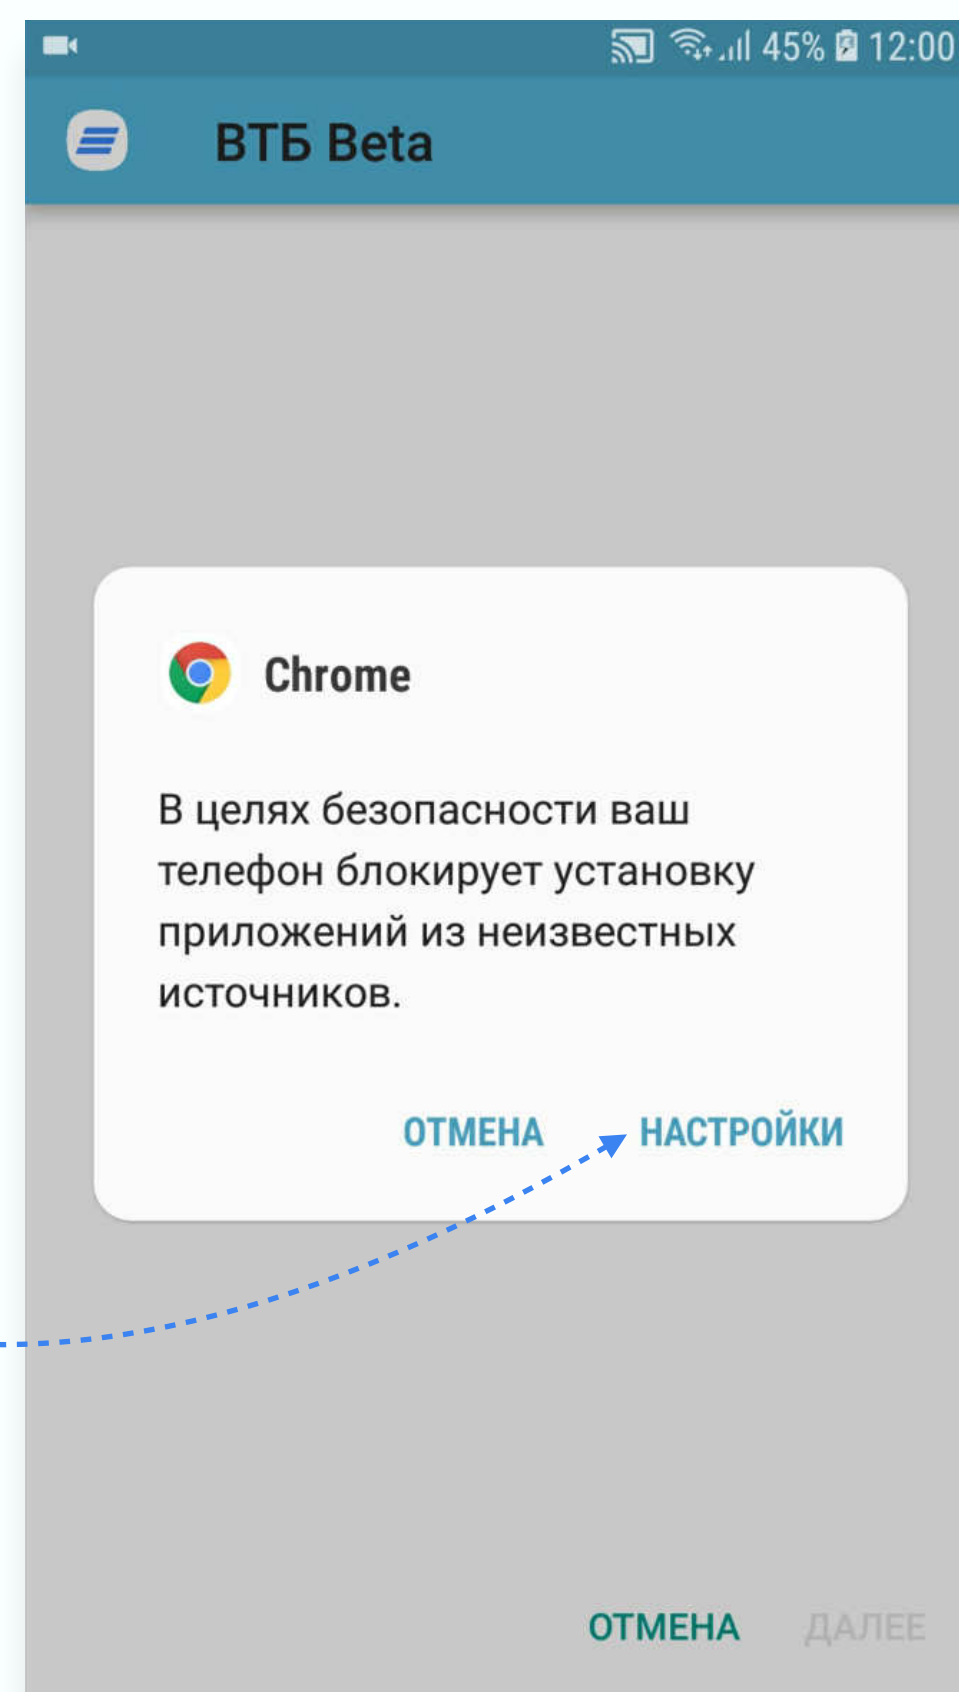 45% 12:00
ВТБ Beta
Chrome
В целях безопасности ваш
телефон блокирует установку
приложений из неизвестных
источников.
ОТМЕНА НАСТРОЙКИ
ОТМЕНА ДАЛЕЕ